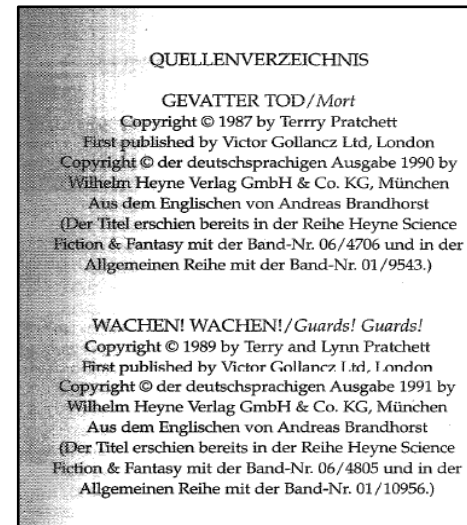 QUELLENVERZEICHNIS
GEVATTER TOD/Mort
Copyright © 1987 by Terrry Pratchett
First published by Victor Gollancz Ltd, London
Copyright © der deutschsprachigen Ausgabe 1990 by
Wilhelm Heyne Verlag GmbH & Co. KG, München
Aus dem Englischen von Andreas Brandhorst
(Der Titel erschien bereits in der Reihe Heyne Science
Fiction & Fantasy mit der Band-Nr. 06/4706 und in der
Allgemeinen Reihe mit der Band-Nr. 01/9543.)
WACHEN! WACHEN!/Guards! Guards!
Copyright © 1989 by Terry and Lynn Pratchett
First published by Victor Gollancz Ltd, London
Copyright © der deutschsprachigen Ausgabe 1991 by
Wilhelm Heyne Verlag GmbH & Co. KG, München
Aus dem Englischen von Andreas Brandhorst
(Der Titel erschien bereits in der Reihe Heyne Science
Fiction & Fantasy mit der Band-Nr. 06/4805 und in der
Allgemeinen Reihe mit der Band-Nr. 01/10956.)